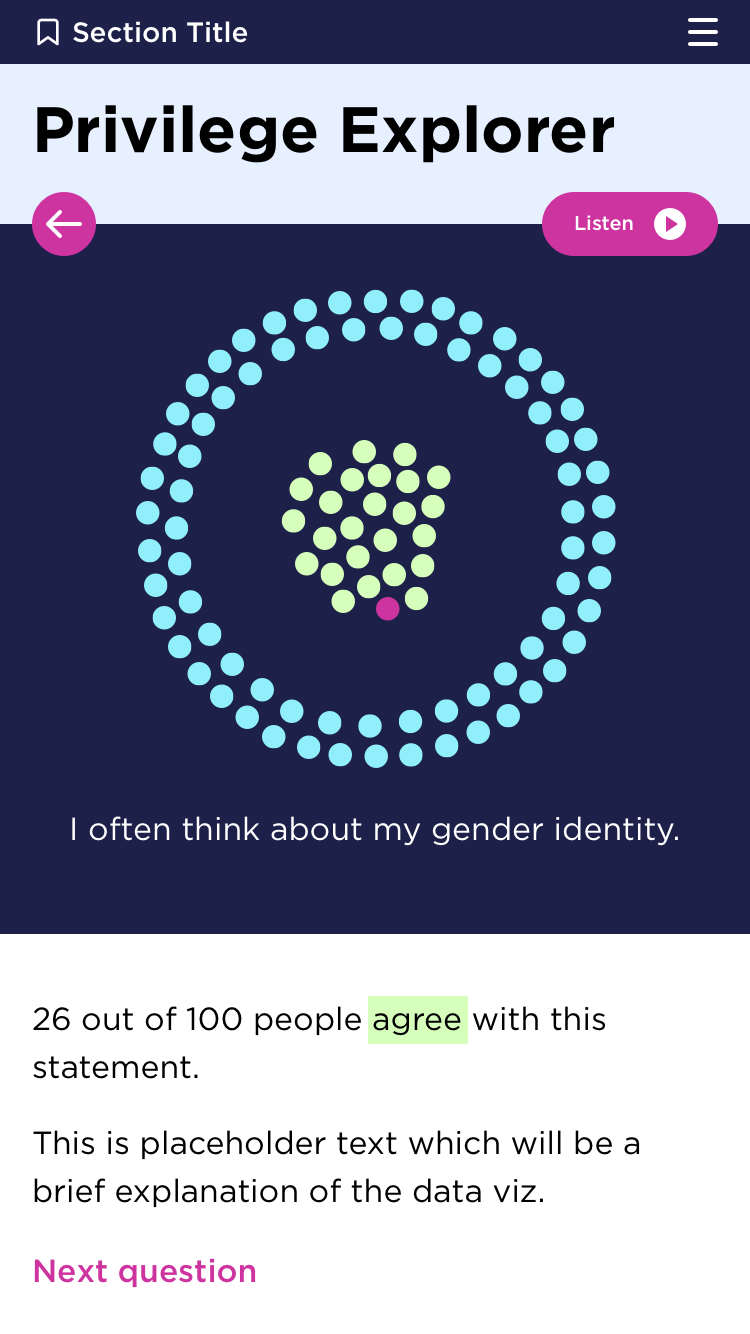 Section Title
Privilege Explorer
Listen
I often think about my gender identity.
26 out of 100 people agree with this
statement.
This is placeholder text which will be a
brief explanation of the data viz.
Next question